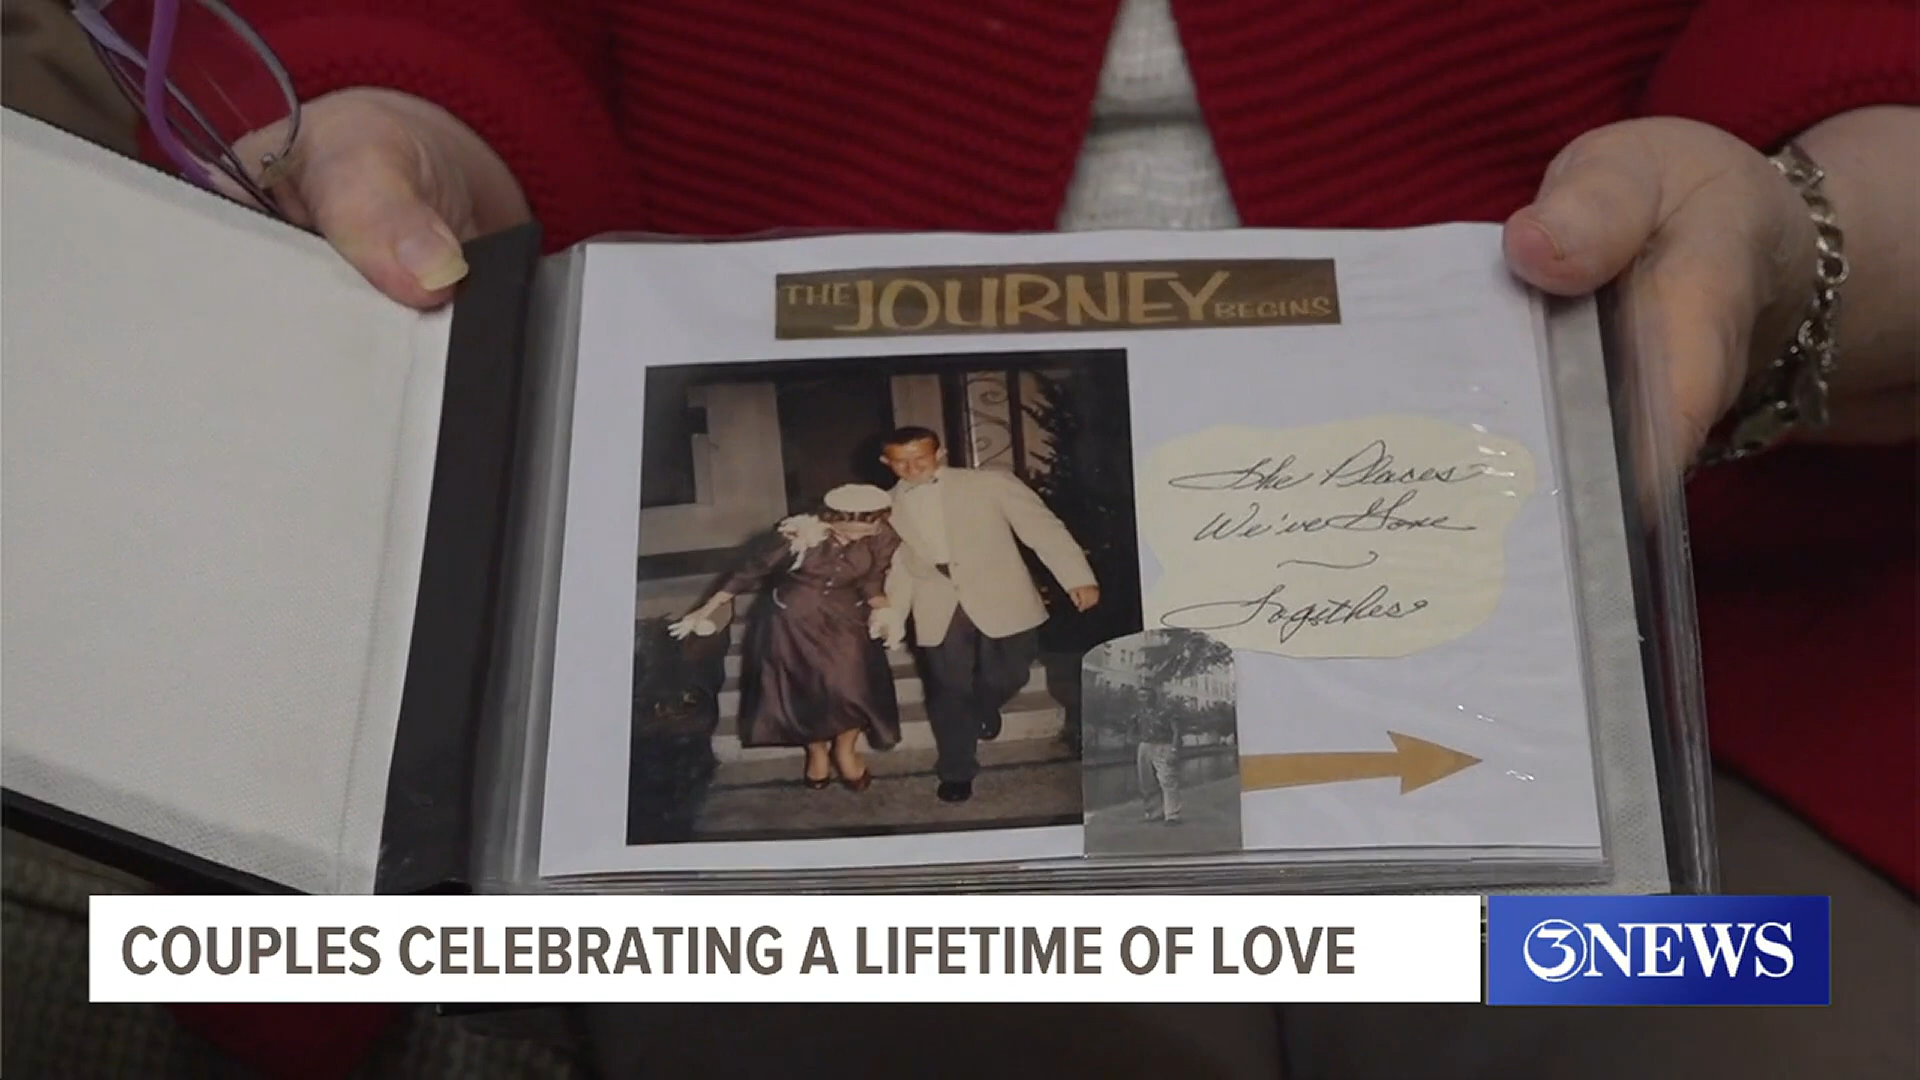 THE JOURNEY BEGINS
The Places
We've Gone
~
Together
COUPLES CELEBRATING A LIFETIME OF LOVE
3NEWS